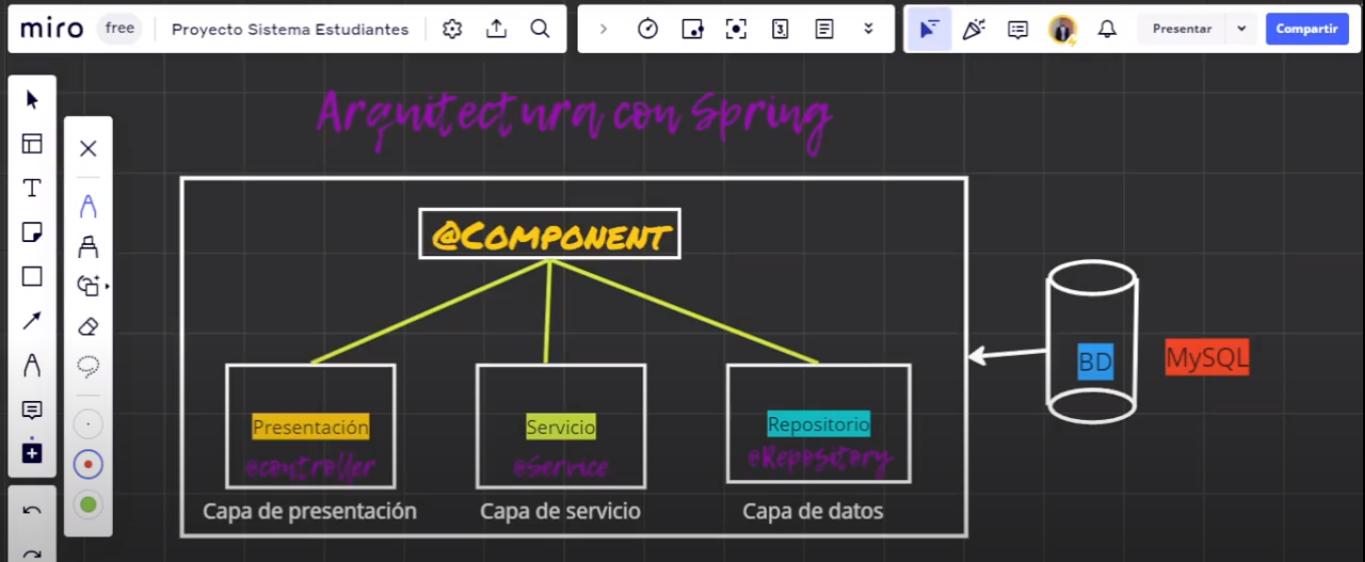 miro free Proyecto Sistema Estudiantes Presentar Compartir
Arquitectura con Spring
@COMPONENT
Presentación
@controller
Capa de presentación
Servicio
@Service
Capa de servicio
Repositorio
@Repository
Capa de datos
BD
MySQL